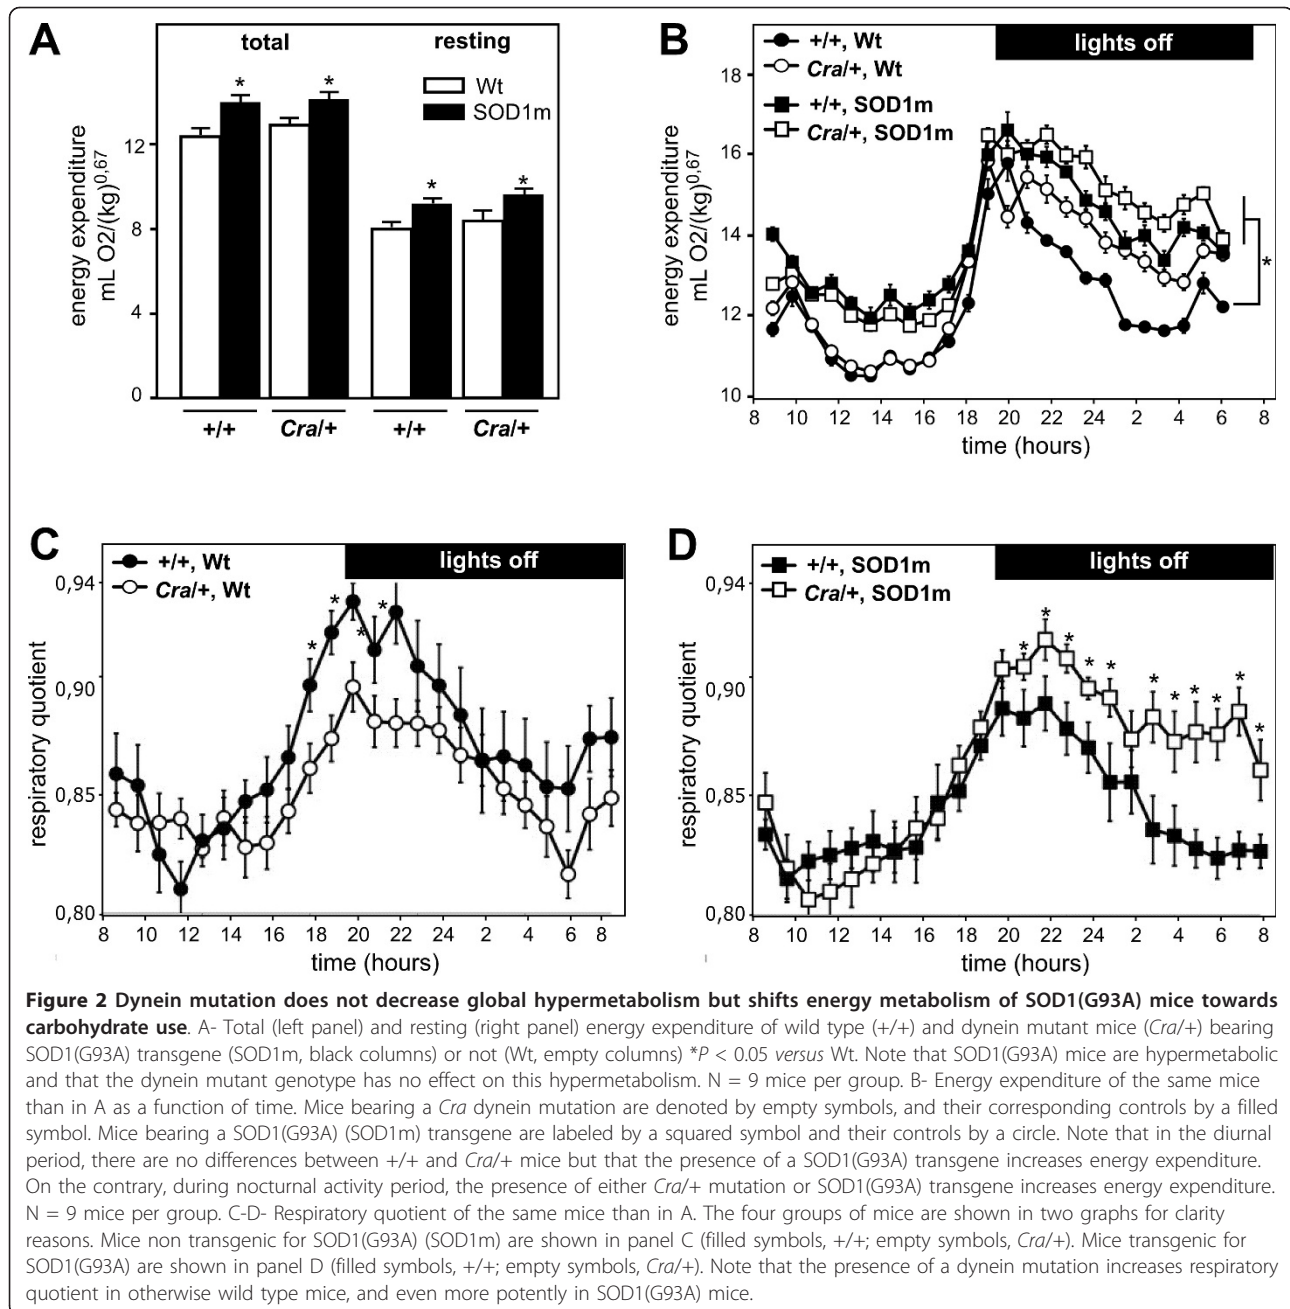 A
total
resting
Wt
SOD1m
energy expenditure
mL O2/(kg)0,67
12
8
4
0
* * * *
+/+
Cra/+
+/+
Cra/+
B
+/+, Wt
Cra/+, Wt
+/+, SOD1m
Cra/+, SOD1m
lights off
energy expenditure
mL O2/(kg)0,67
18
16
14
12
10
*
8 10 12 14 16 18 20 22 24 2 4 6 8
time (hours)
C
+/+, Wt
Cra/+, Wt
lights off
respiratory quotient
0,94
0,90
0,85
0,80
* * * *
8 10 12 14 16 18 20 22 24 2 4 6 8
time (hours)
D
+/+, SOD1m
Cra/+, SOD1m
lights off
respiratory quotient
0,94
0,90
0,85
0,80
* * * * * * * * * * *
8 10 12 14 16 18 20 22 24 2 4 6 8
time (hours)
Figure 2 Dynein mutation does not decrease global hypermetabolism but shifts energy metabolism of SOD1(G93A) mice towards
carbohydrate use. A- Total (left panel) and resting (right panel) energy expenditure of wild type (+/+) and dynein mutant mice (Cra/+) bearing
SOD1(G93A) transgene (SOD1m, black columns) or not (Wt, empty columns) *P < 0.05 versus Wt. Note that SOD1(G93A) mice are hypermetabolic
and that the dynein mutant genotype has no effect on this hypermetabolism. N = 9 mice per group. B- Energy expenditure of the same mice
than in A as a function of time. Mice bearing a Cra dynein mutation are denoted by empty symbols, and their corresponding controls by a filled
symbol. Mice bearing a SOD1(G93A) (SOD1m) transgene are labeled by a squared symbol and their controls by a circle. Note that in the diurnal
period, there are no differences between +/+ and Cra/+ mice but that the presence of a SOD1(G93A) transgene increases energy expenditure.
On the contrary, during nocturnal activity period, the presence of either Cra/+ mutation or SOD1(G93A) transgene increases energy expenditure.
N = 9 mice per group. C-D- Respiratory quotient of the same mice than in A. The four groups of mice are shown in two graphs for clarity
reasons. Mice non transgenic for SOD1(G93A) (SOD1m) are shown in panel C (filled symbols, +/+; empty symbols, Cra/+). Mice transgenic for
SOD1(G93A) are shown in panel D (filled symbols, +/+; empty symbols, Cra/+). Note that the presence of a dynein mutation increases respiratory
quotient in otherwise wild type mice, and even more potently in SOD1(G93A) mice.